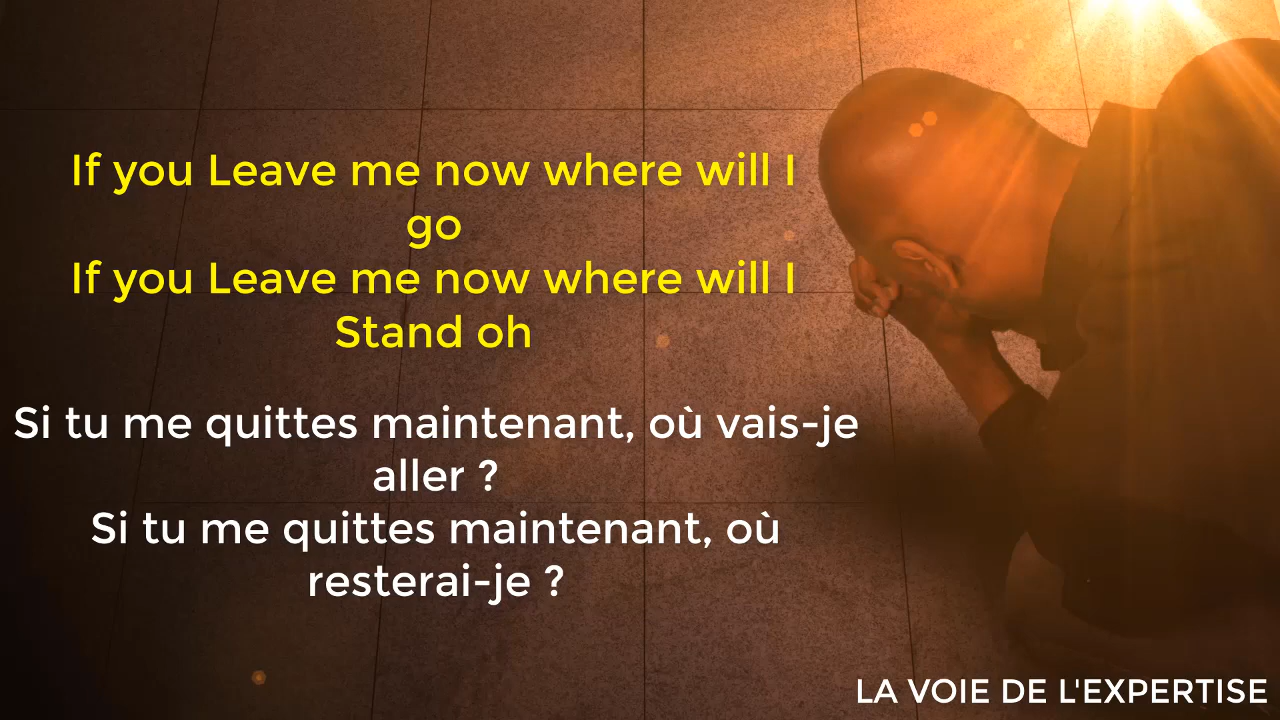 If you Leave me now where will I
go
If you Leave me now where will I
Stand oh
Si tu me quittes maintenant, où vais-je
aller ?
Si tu me quittes maintenant, où
resterai-je ?
LA VOIE DE L'EXPERTISE